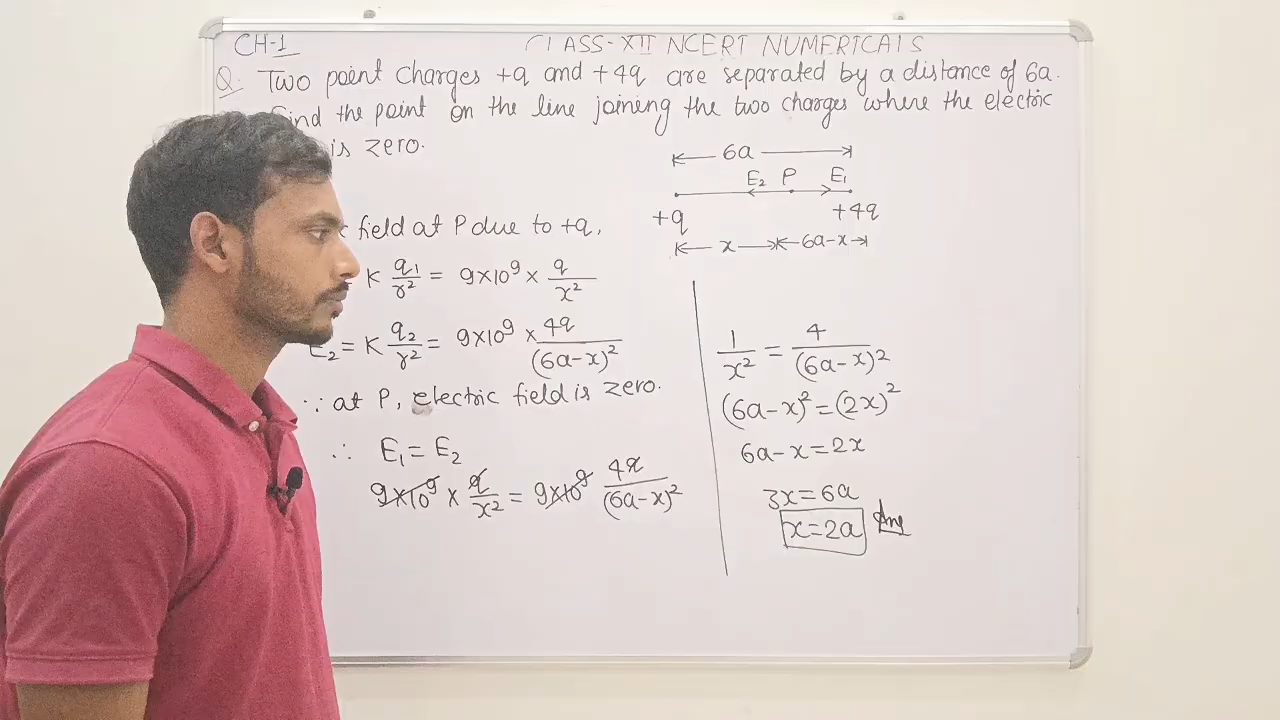 CH-1
CLASS-XII NCERT NUMERICALS
Q. Two point charges +q and +4q are separated by a distance of 6a.
Find the point on the line joining the two charges where the electric
is zero.
6a
E₂ P E₁
+q +4q
x 6a-x
field at P due to +q,
K q₁/r² = 9×10⁹ × q/x²
E₂ = K q₂/r² = 9×10⁹ × 4q/(6a-x)²
∵ at P, electric field is zero.
∴ E₁ = E₂
9×10⁹ × q/x² = 9×10⁹ 4q/(6a-x)²
1/x² = 4/(6a-x)²
(6a-x)² = (2x)²
6a-x = 2x
3x = 6a
x = 2a Ans